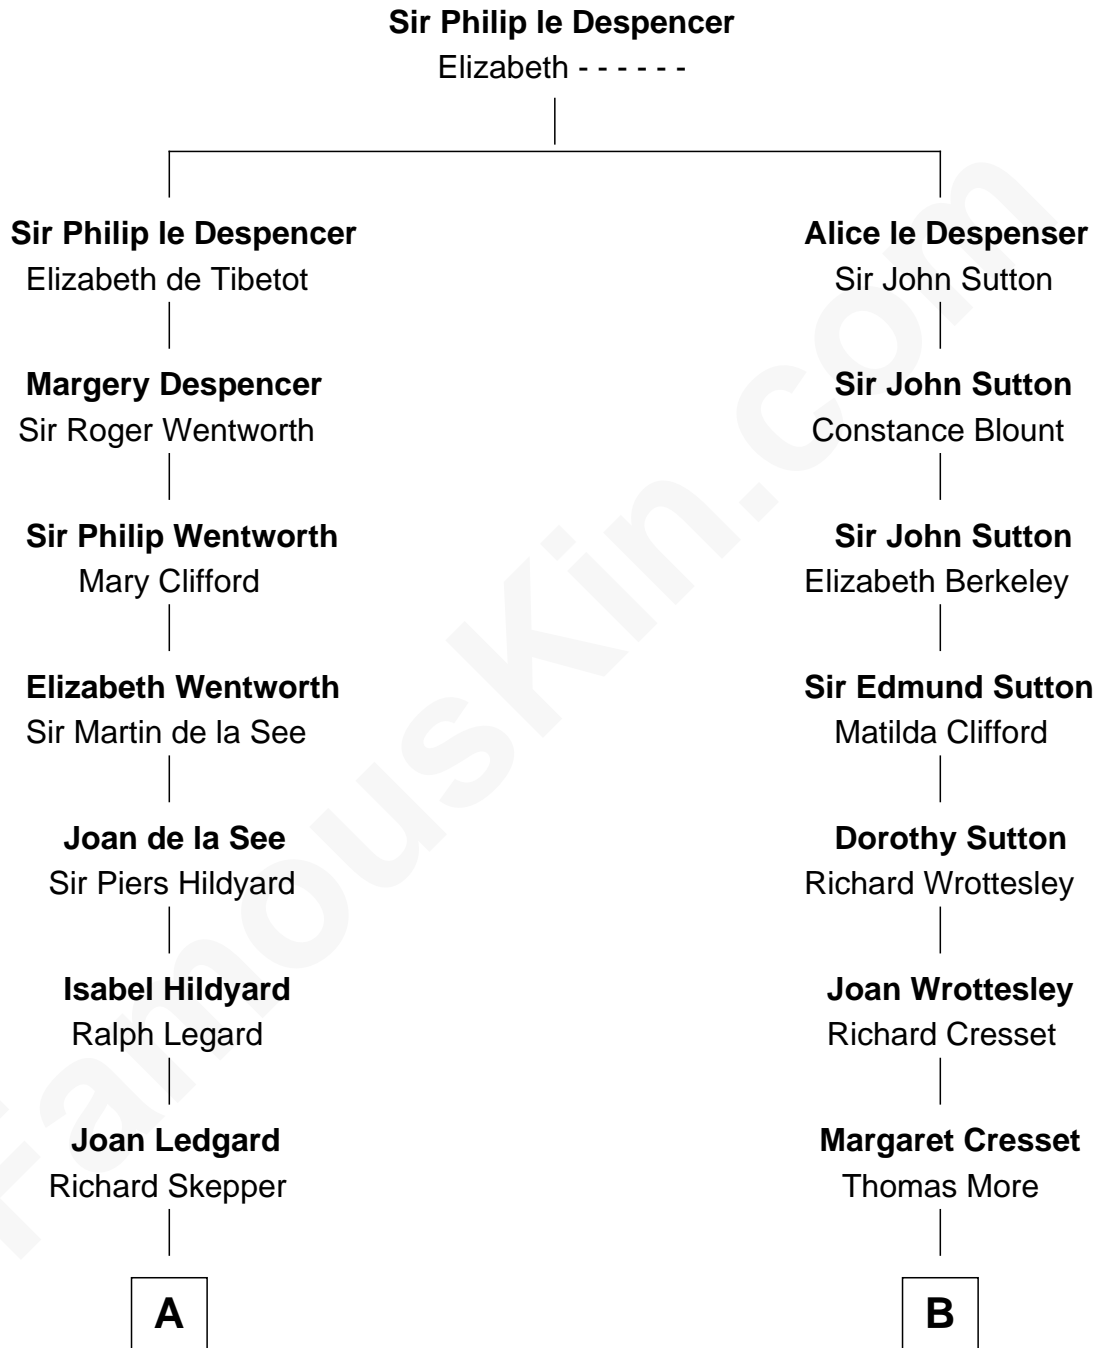 Sir Philip le Despencer
Elizabeth - - - - - -
Sir Philip le Despencer
Elizabeth de Tibetot
Alice le Despenser
Sir John Sutton
Margery Despencer
Sir Roger Wentworth
Sir John Sutton
Constance Blount
Sir Philip Wentworth
Mary Clifford
Sir John Sutton
Elizabeth Berkeley
Elizabeth Wentworth
Sir Martin de la See
Sir Edmund Sutton
Matilda Clifford
Joan de la See
Sir Piers Hildyard
Dorothy Sutton
Richard Wrottesley
Isabel Hildyard
Ralph Legard
Joan Wrottesley
Richard Cresset
Joan Ledgard
Richard Skepper
Margaret Cresset
Thomas More
A
B
FamousKin.com